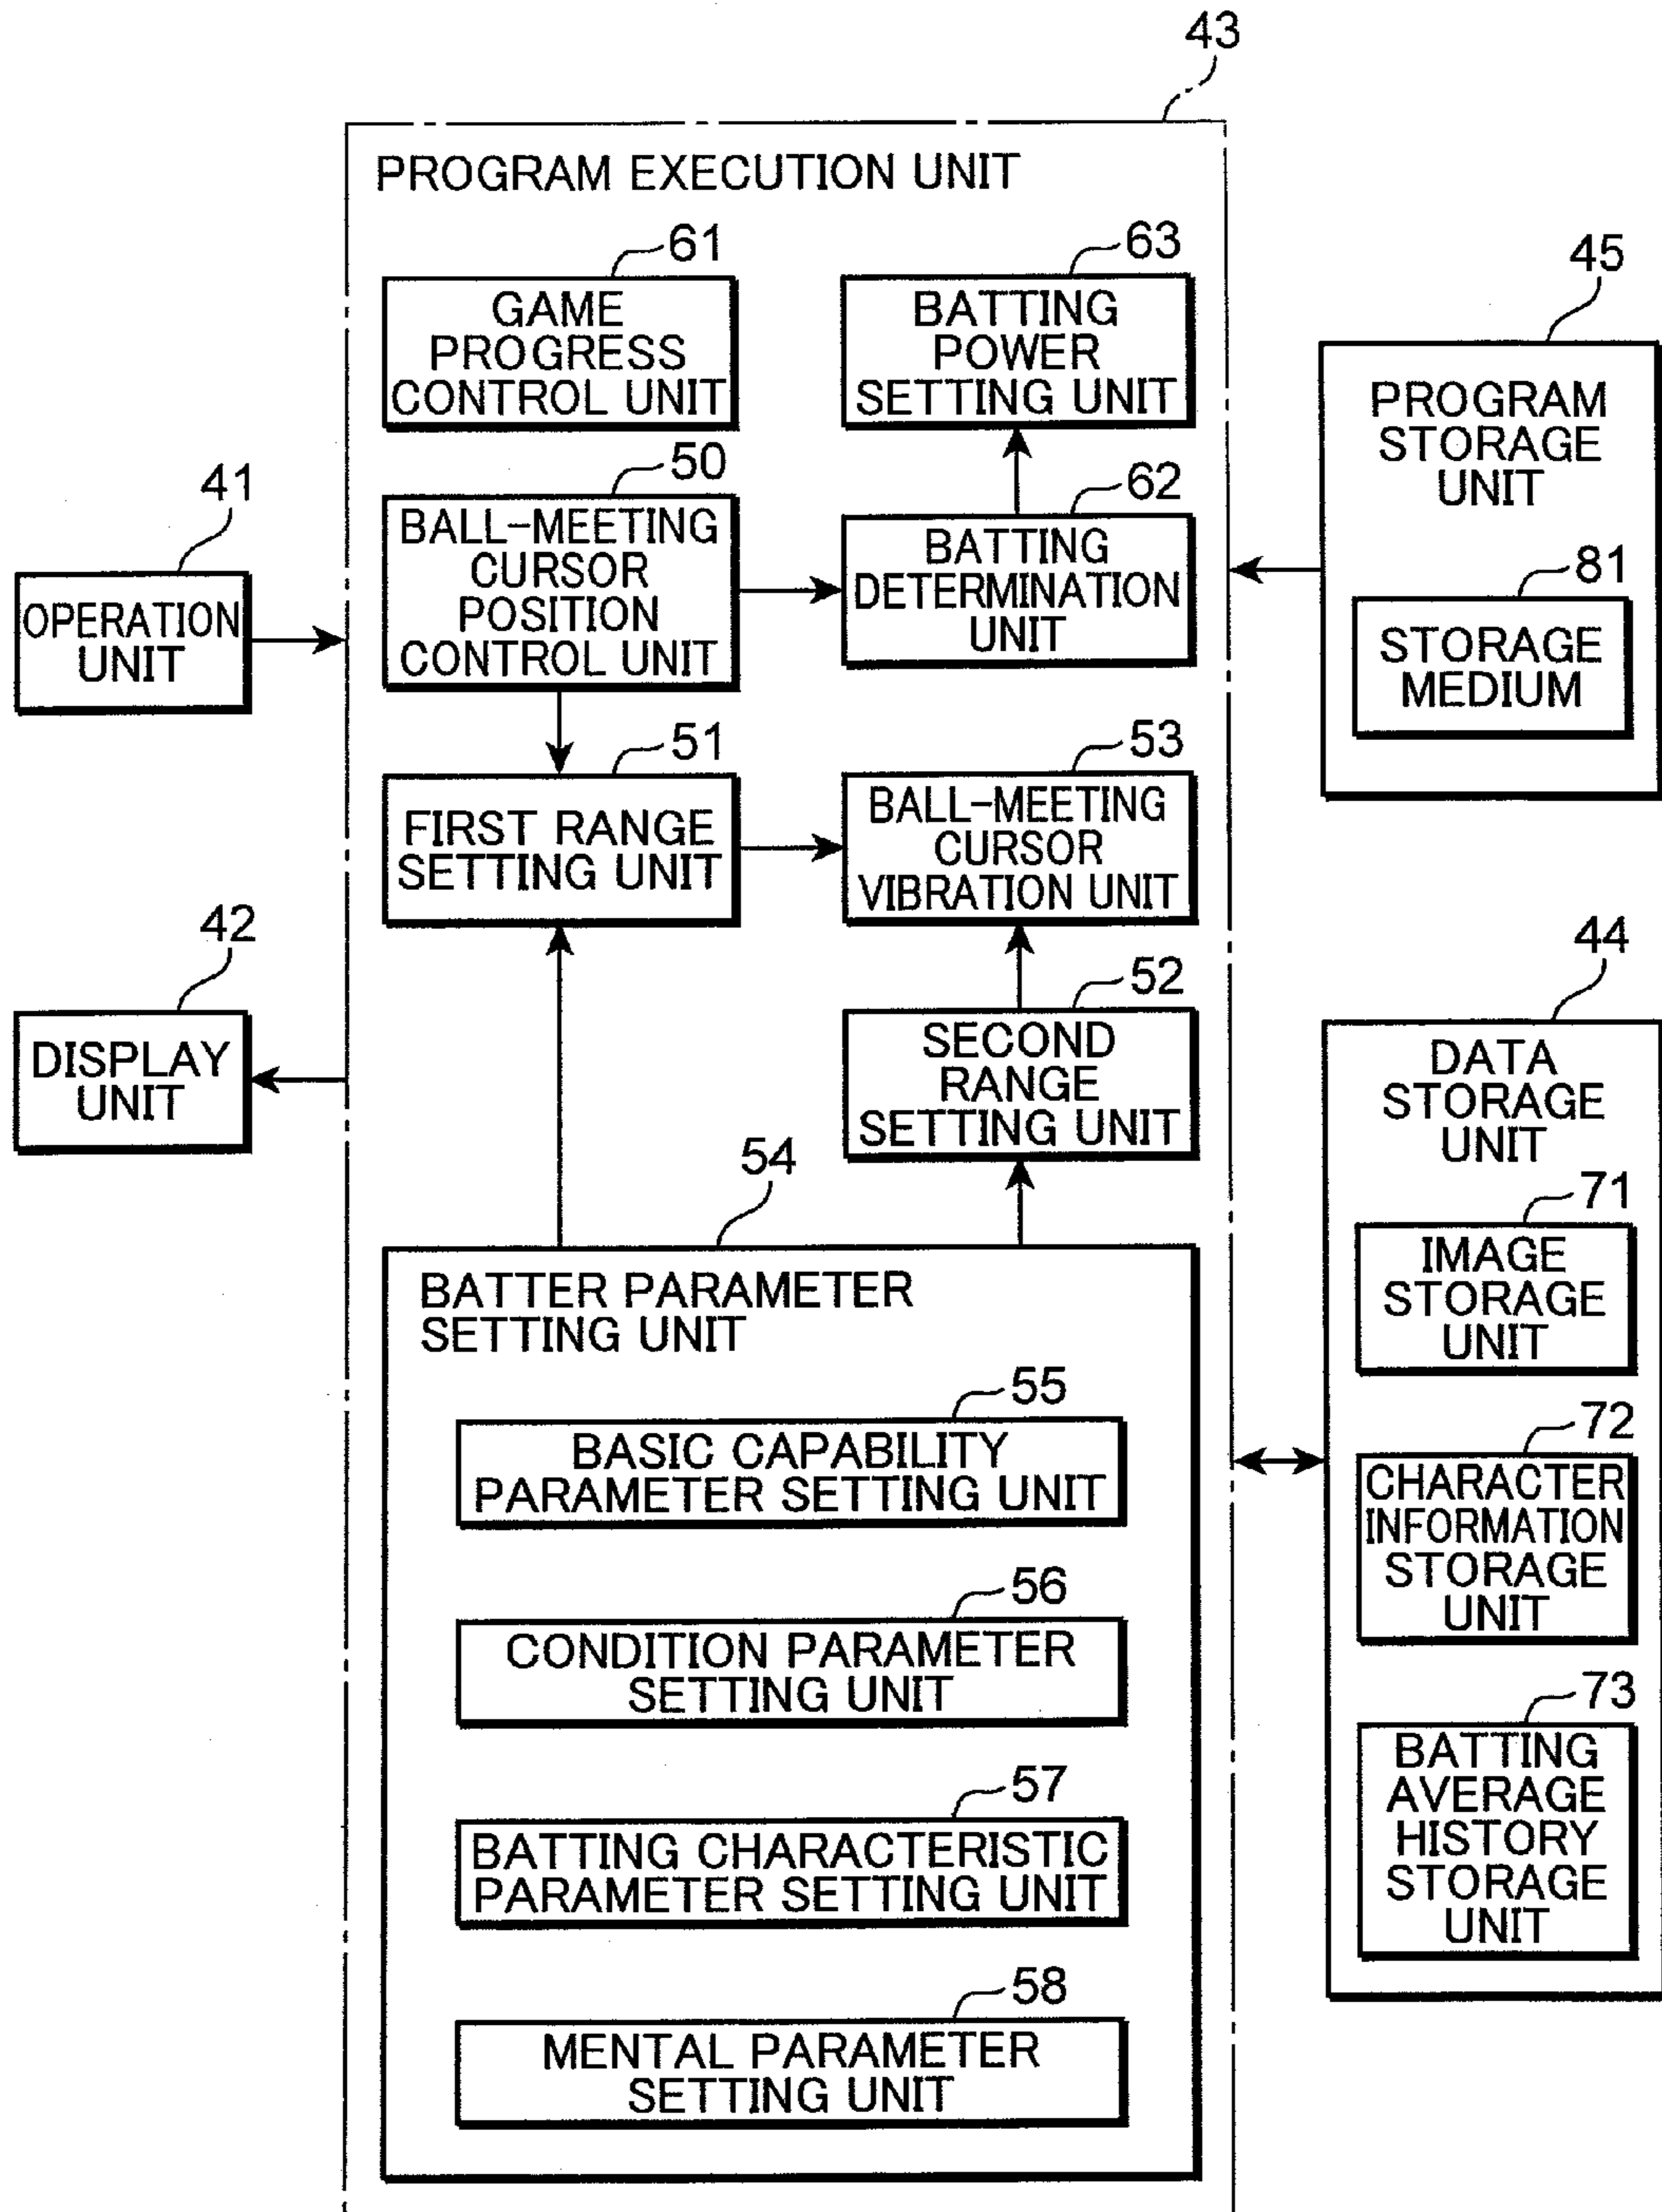 43
PROGRAM EXECUTION UNIT
61
GAME
PROGRESS
CONTROL UNIT
63
BATTING
POWER
SETTING UNIT
50
BALL-MEETING
CURSOR
POSITION
CONTROL UNIT
62
BATTING
DETERMINATION
UNIT
51
FIRST RANGE
SETTING UNIT
53
BALL-MEETING
CURSOR
VIBRATION UNIT
52
SECOND
RANGE
SETTING UNIT
54
BATTER PARAMETER
SETTING UNIT
55
BASIC CAPABILITY
PARAMETER SETTING UNIT
56
CONDITION PARAMETER
SETTING UNIT
57
BATTING CHARACTERISTIC
PARAMETER SETTING UNIT
58
MENTAL PARAMETER
SETTING UNIT
41
OPERATION
UNIT
42
DISPLAY
UNIT
45
PROGRAM
STORAGE
UNIT
81
STORAGE
MEDIUM
44
DATA
STORAGE
UNIT
71
IMAGE
STORAGE
UNIT
72
CHARACTER
INFORMATION
STORAGE
UNIT
73
BATTING
AVERAGE
HISTORY
STORAGE
UNIT